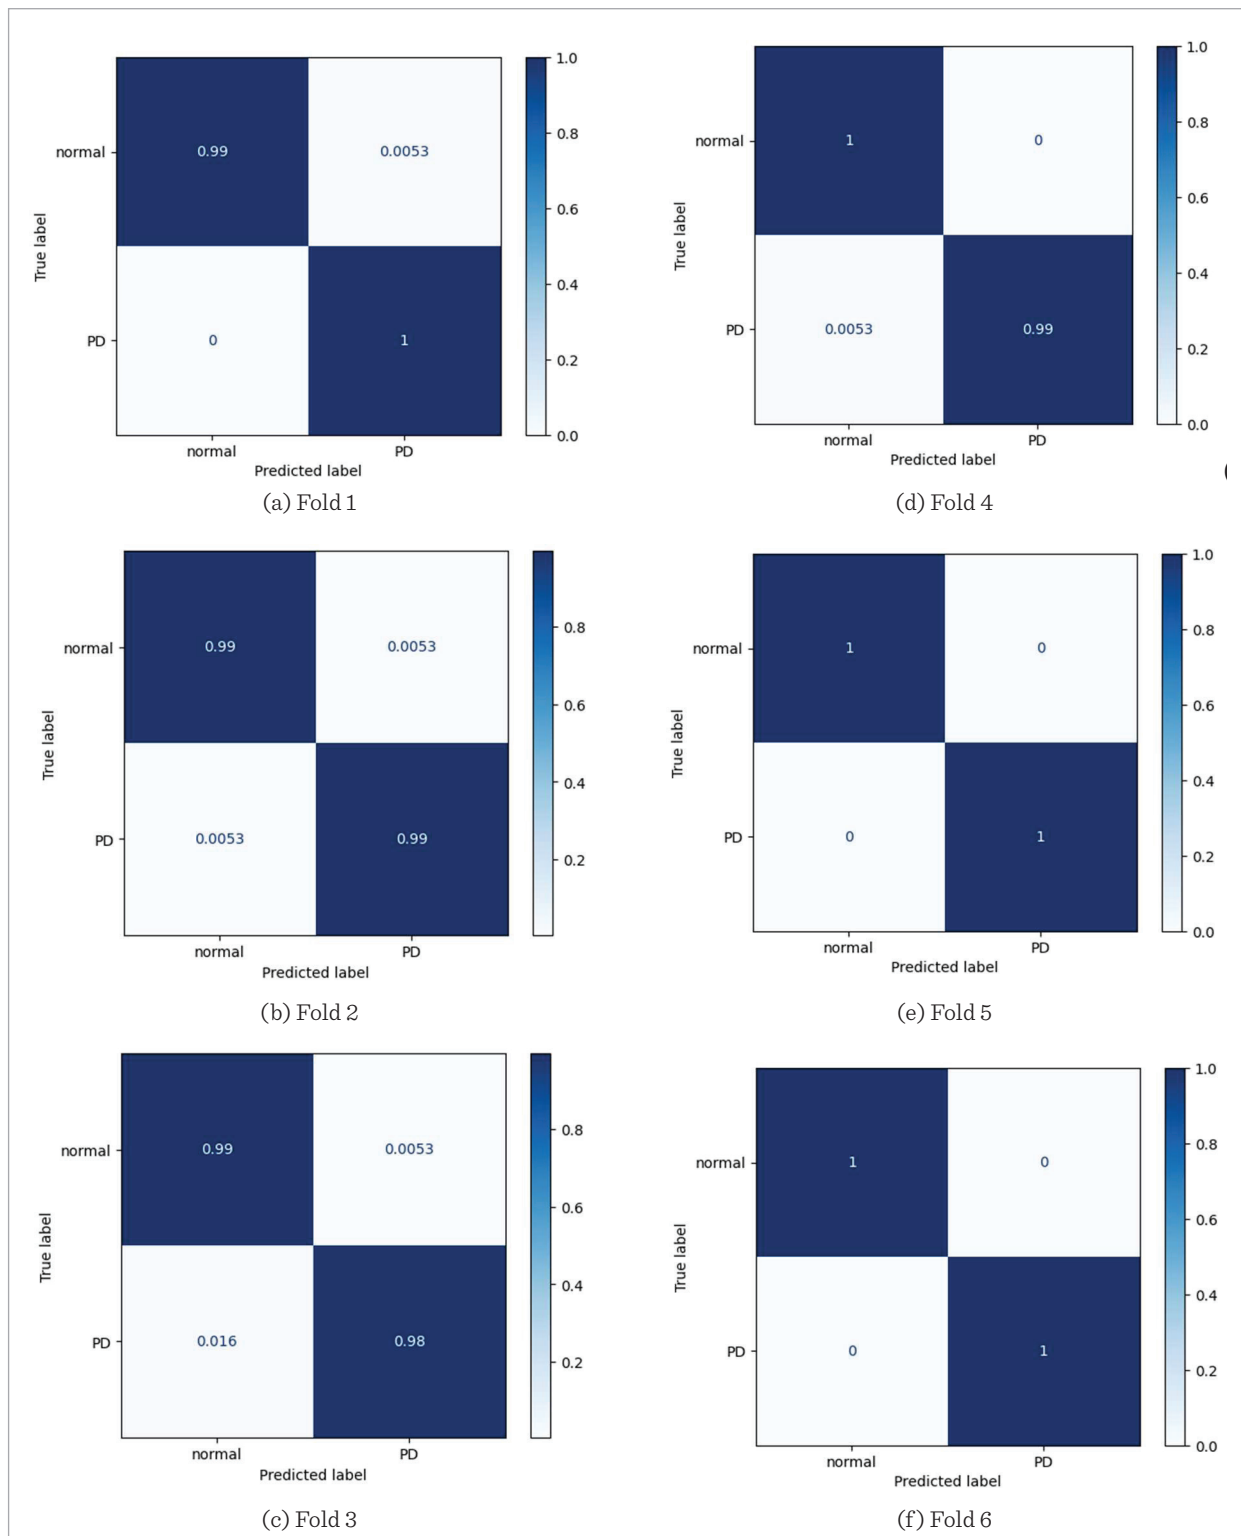 1.0
normal 0.99 0.0053
0.8
0.6
True label
0.4
PD 0 1
0.2
0.0
normal PD
Predicted label
(a) Fold 1
1.0
normal 1 0
0.8
0.6
True label
0.4
PD 0.0053 0.99
0.2
0.0
normal PD
Predicted label
(d) Fold 4
normal 0.99 0.0053
0.8
0.6
True label
0.4
PD 0.0053 0.99
0.2
normal PD
Predicted label
(b) Fold 2
1.0
normal 1 0
0.8
0.6
True label
0.4
PD 0 1
0.2
0.0
normal PD
Predicted label
(e) Fold 5
normal 0.99 0.0053
0.8
0.6
True label
0.4
PD 0.016 0.98
0.2
normal PD
Predicted label
(c) Fold 3
1.0
normal 1 0
0.8
0.6
True label
0.4
PD 0 1
0.2
0.0
normal PD
Predicted label
(f) Fold 6